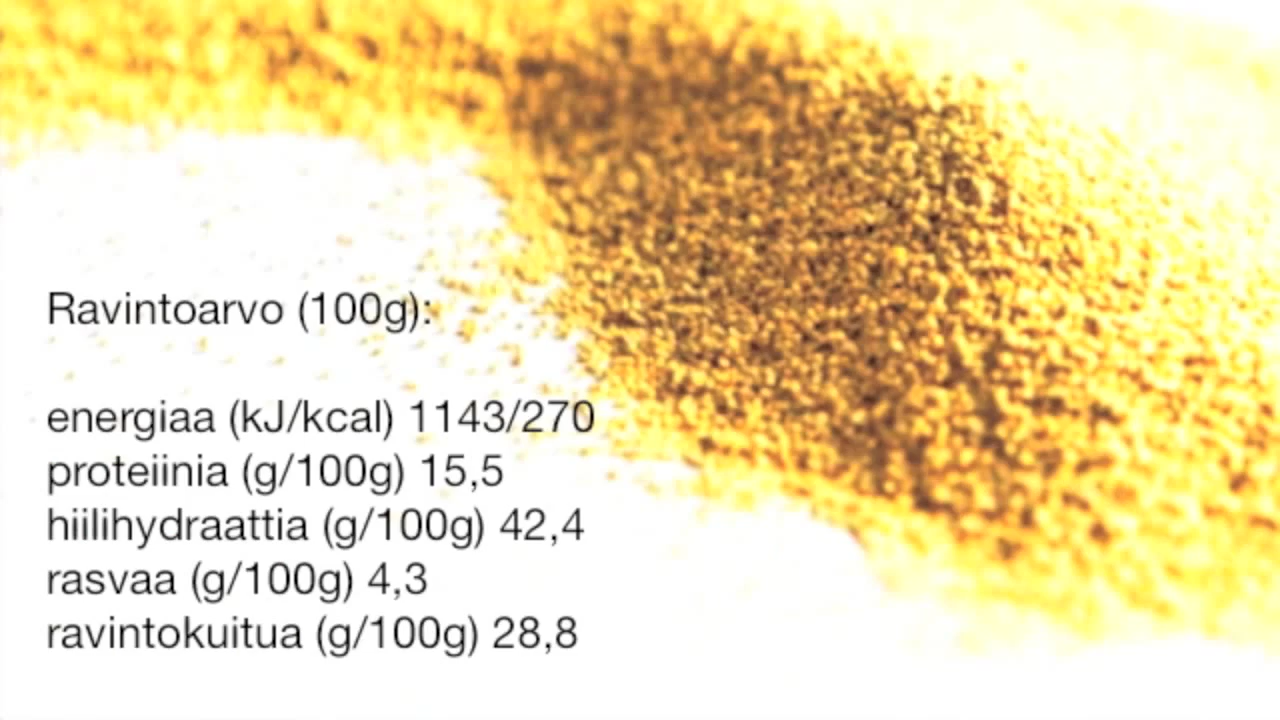 Ravintoarvo (100g):
energiaa (kJ/kcal) 1143/270
proteiinia (g/100g) 15,5
hiilihydraattia (g/100g) 42,4
rasvaa (g/100g) 4,3
ravintokuitua (g/100g) 28,8